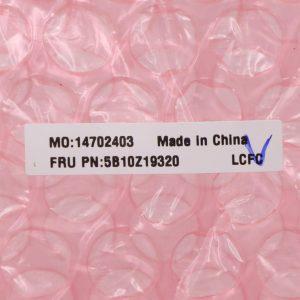 MO:14702403 Made in China
FRU PN:5B10Z19320 LCFC